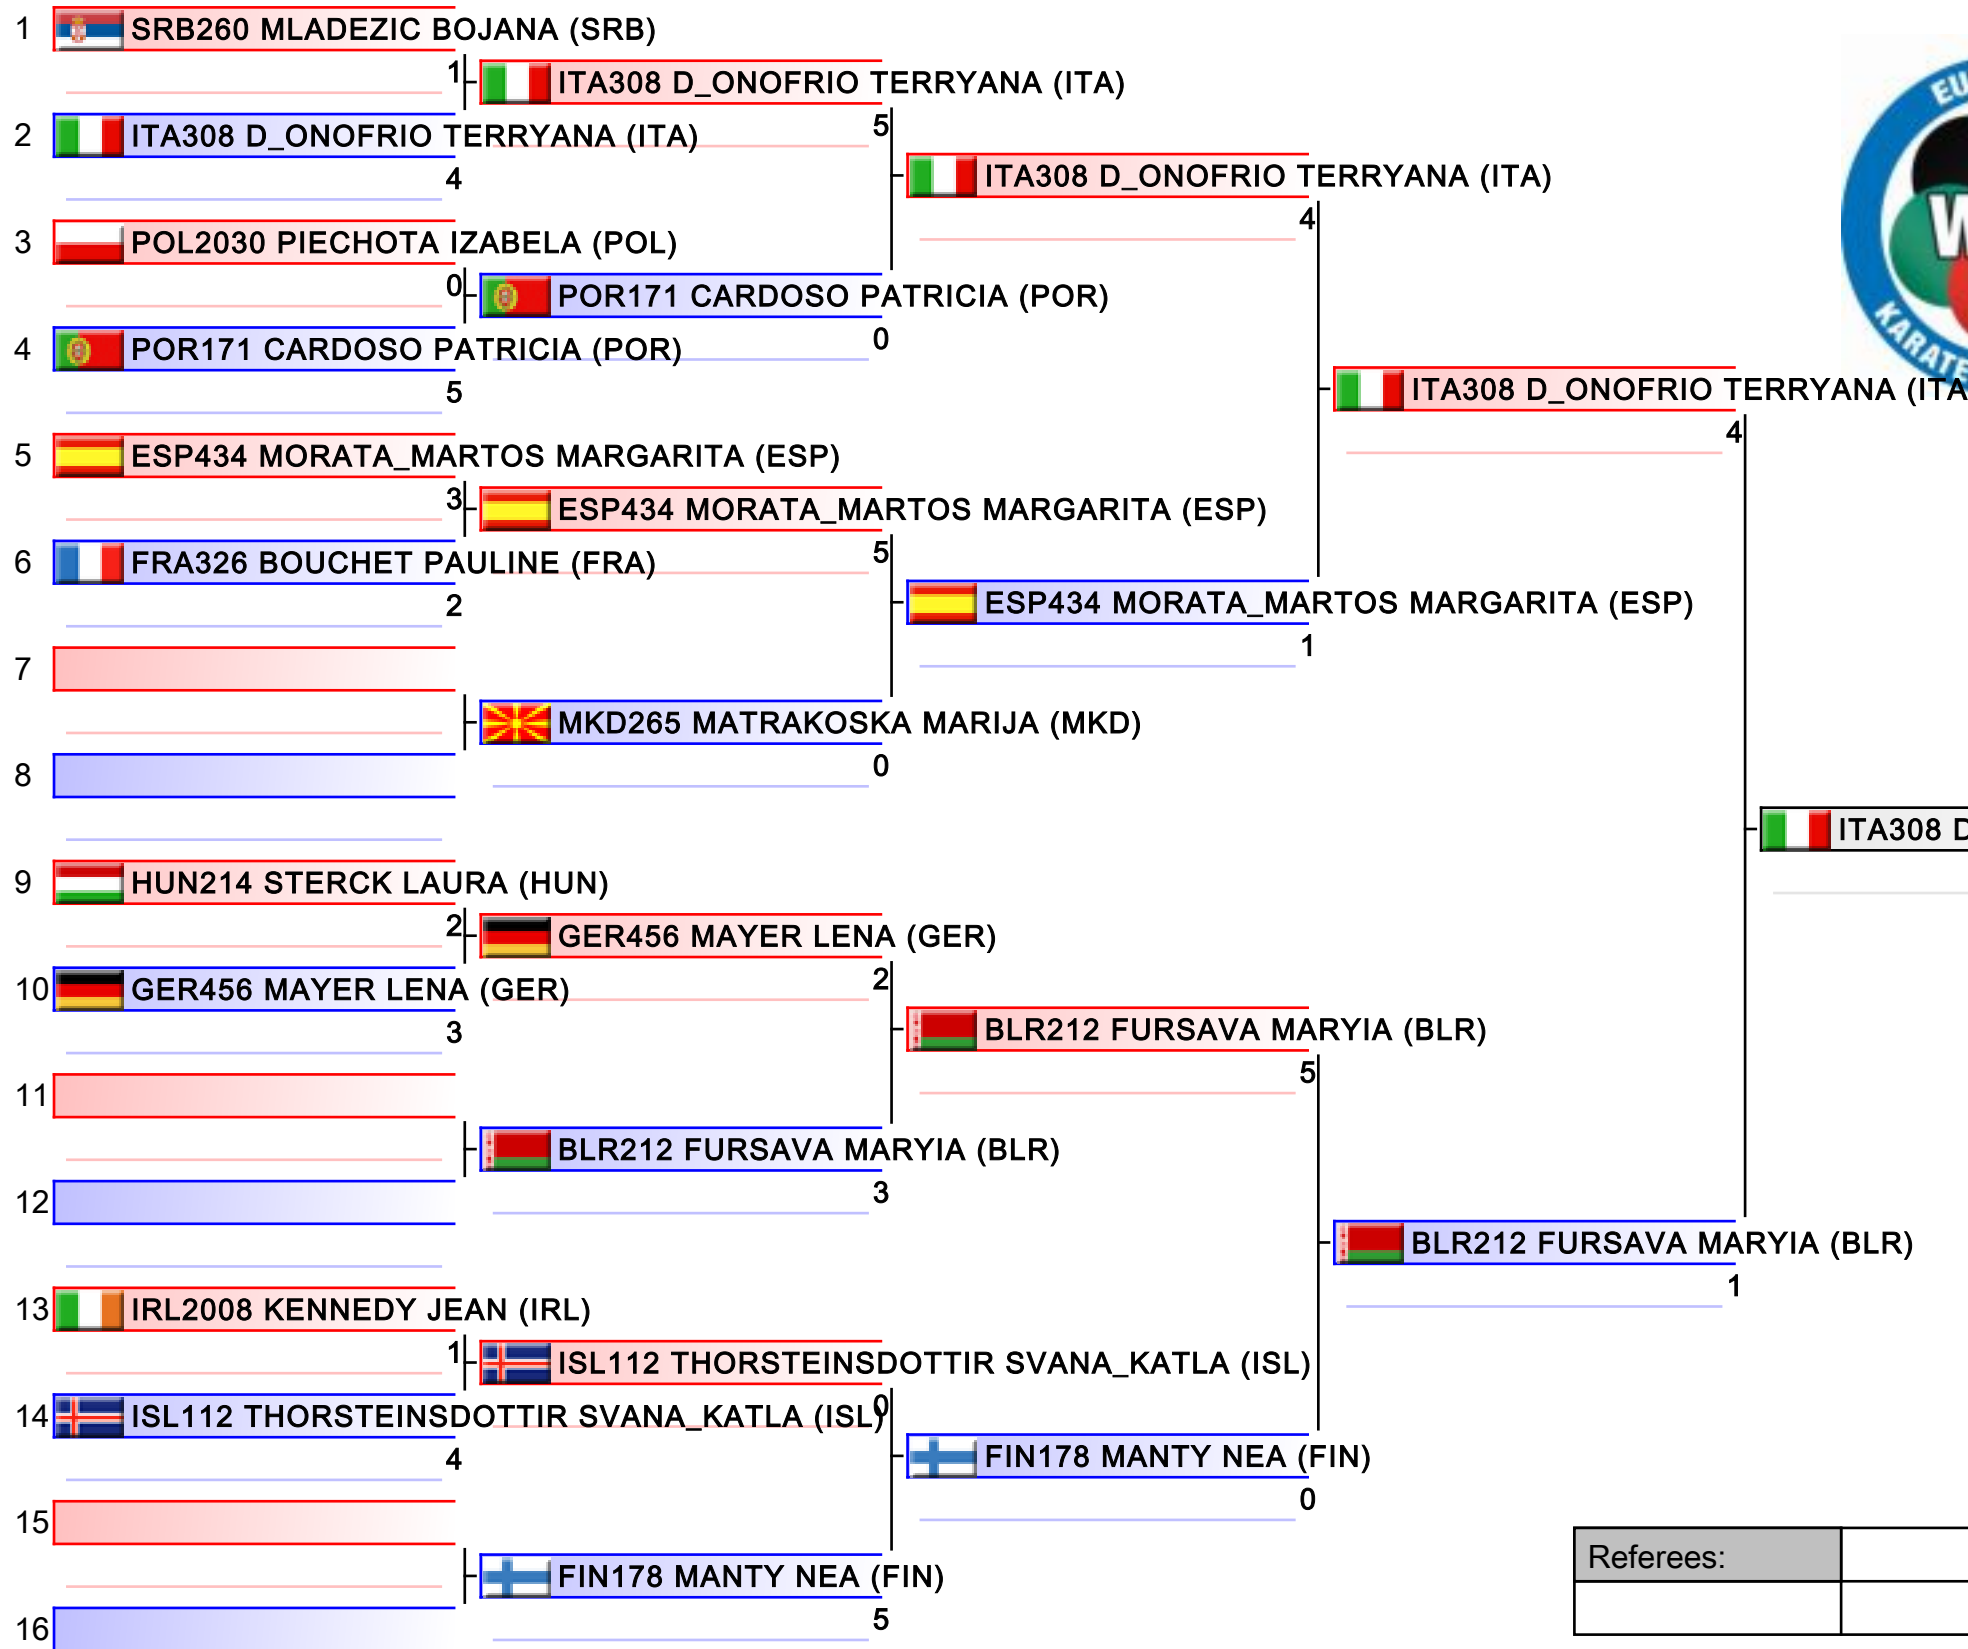 1 SRB260 MLADEZIC BOJANA (SRB)
1 ITA308 D_ONOFRIO TERRYANA (ITA)
2 ITA308 D_ONOFRIO TERRYANA (ITA)
5
4
ITA308 D_ONOFRIO TERRYANA (ITA)
4
3 POL2030 PIECHOTA IZABELA (POL)
0 POR171 CARDOSO PATRICIA (POR)
0
4 POR171 CARDOSO PATRICIA (POR)
5
ITA308 D_ONOFRIO TERRYANA (ITA
4
5 ESP434 MORATA_MARTOS MARGARITA (ESP)
3 ESP434 MORATA_MARTOS MARGARITA (ESP)
5
6 FRA326 BOUCHET PAULINE (FRA)
2
ESP434 MORATA_MARTOS MARGARITA (ESP)
1
7
MKD265 MATRAKOSKA MARIJA (MKD)
0
8
ITA308
9 HUN214 STERCK LAURA (HUN)
2 GER456 MAYER LENA (GER)
2
10 GER456 MAYER LENA (GER)
3
BLR212 FURSAVA MARYIA (BLR)
5
11
BLR212 FURSAVA MARYIA (BLR)
3
12
BLR212 FURSAVA MARYIA (BLR)
1
13 IRL2008 KENNEDY JEAN (IRL)
1 ISL112 THORSTEINSDOTTIR SVANA_KATLA (ISL)
0
14 ISL112 THORSTEINSDOTTIR SVANA_KATLA (ISL)
4
FIN178 MANTY NEA (FIN)
0
15
FIN178 MANTY NEA (FIN)
5
16
Referees:
EU
W
KARATE